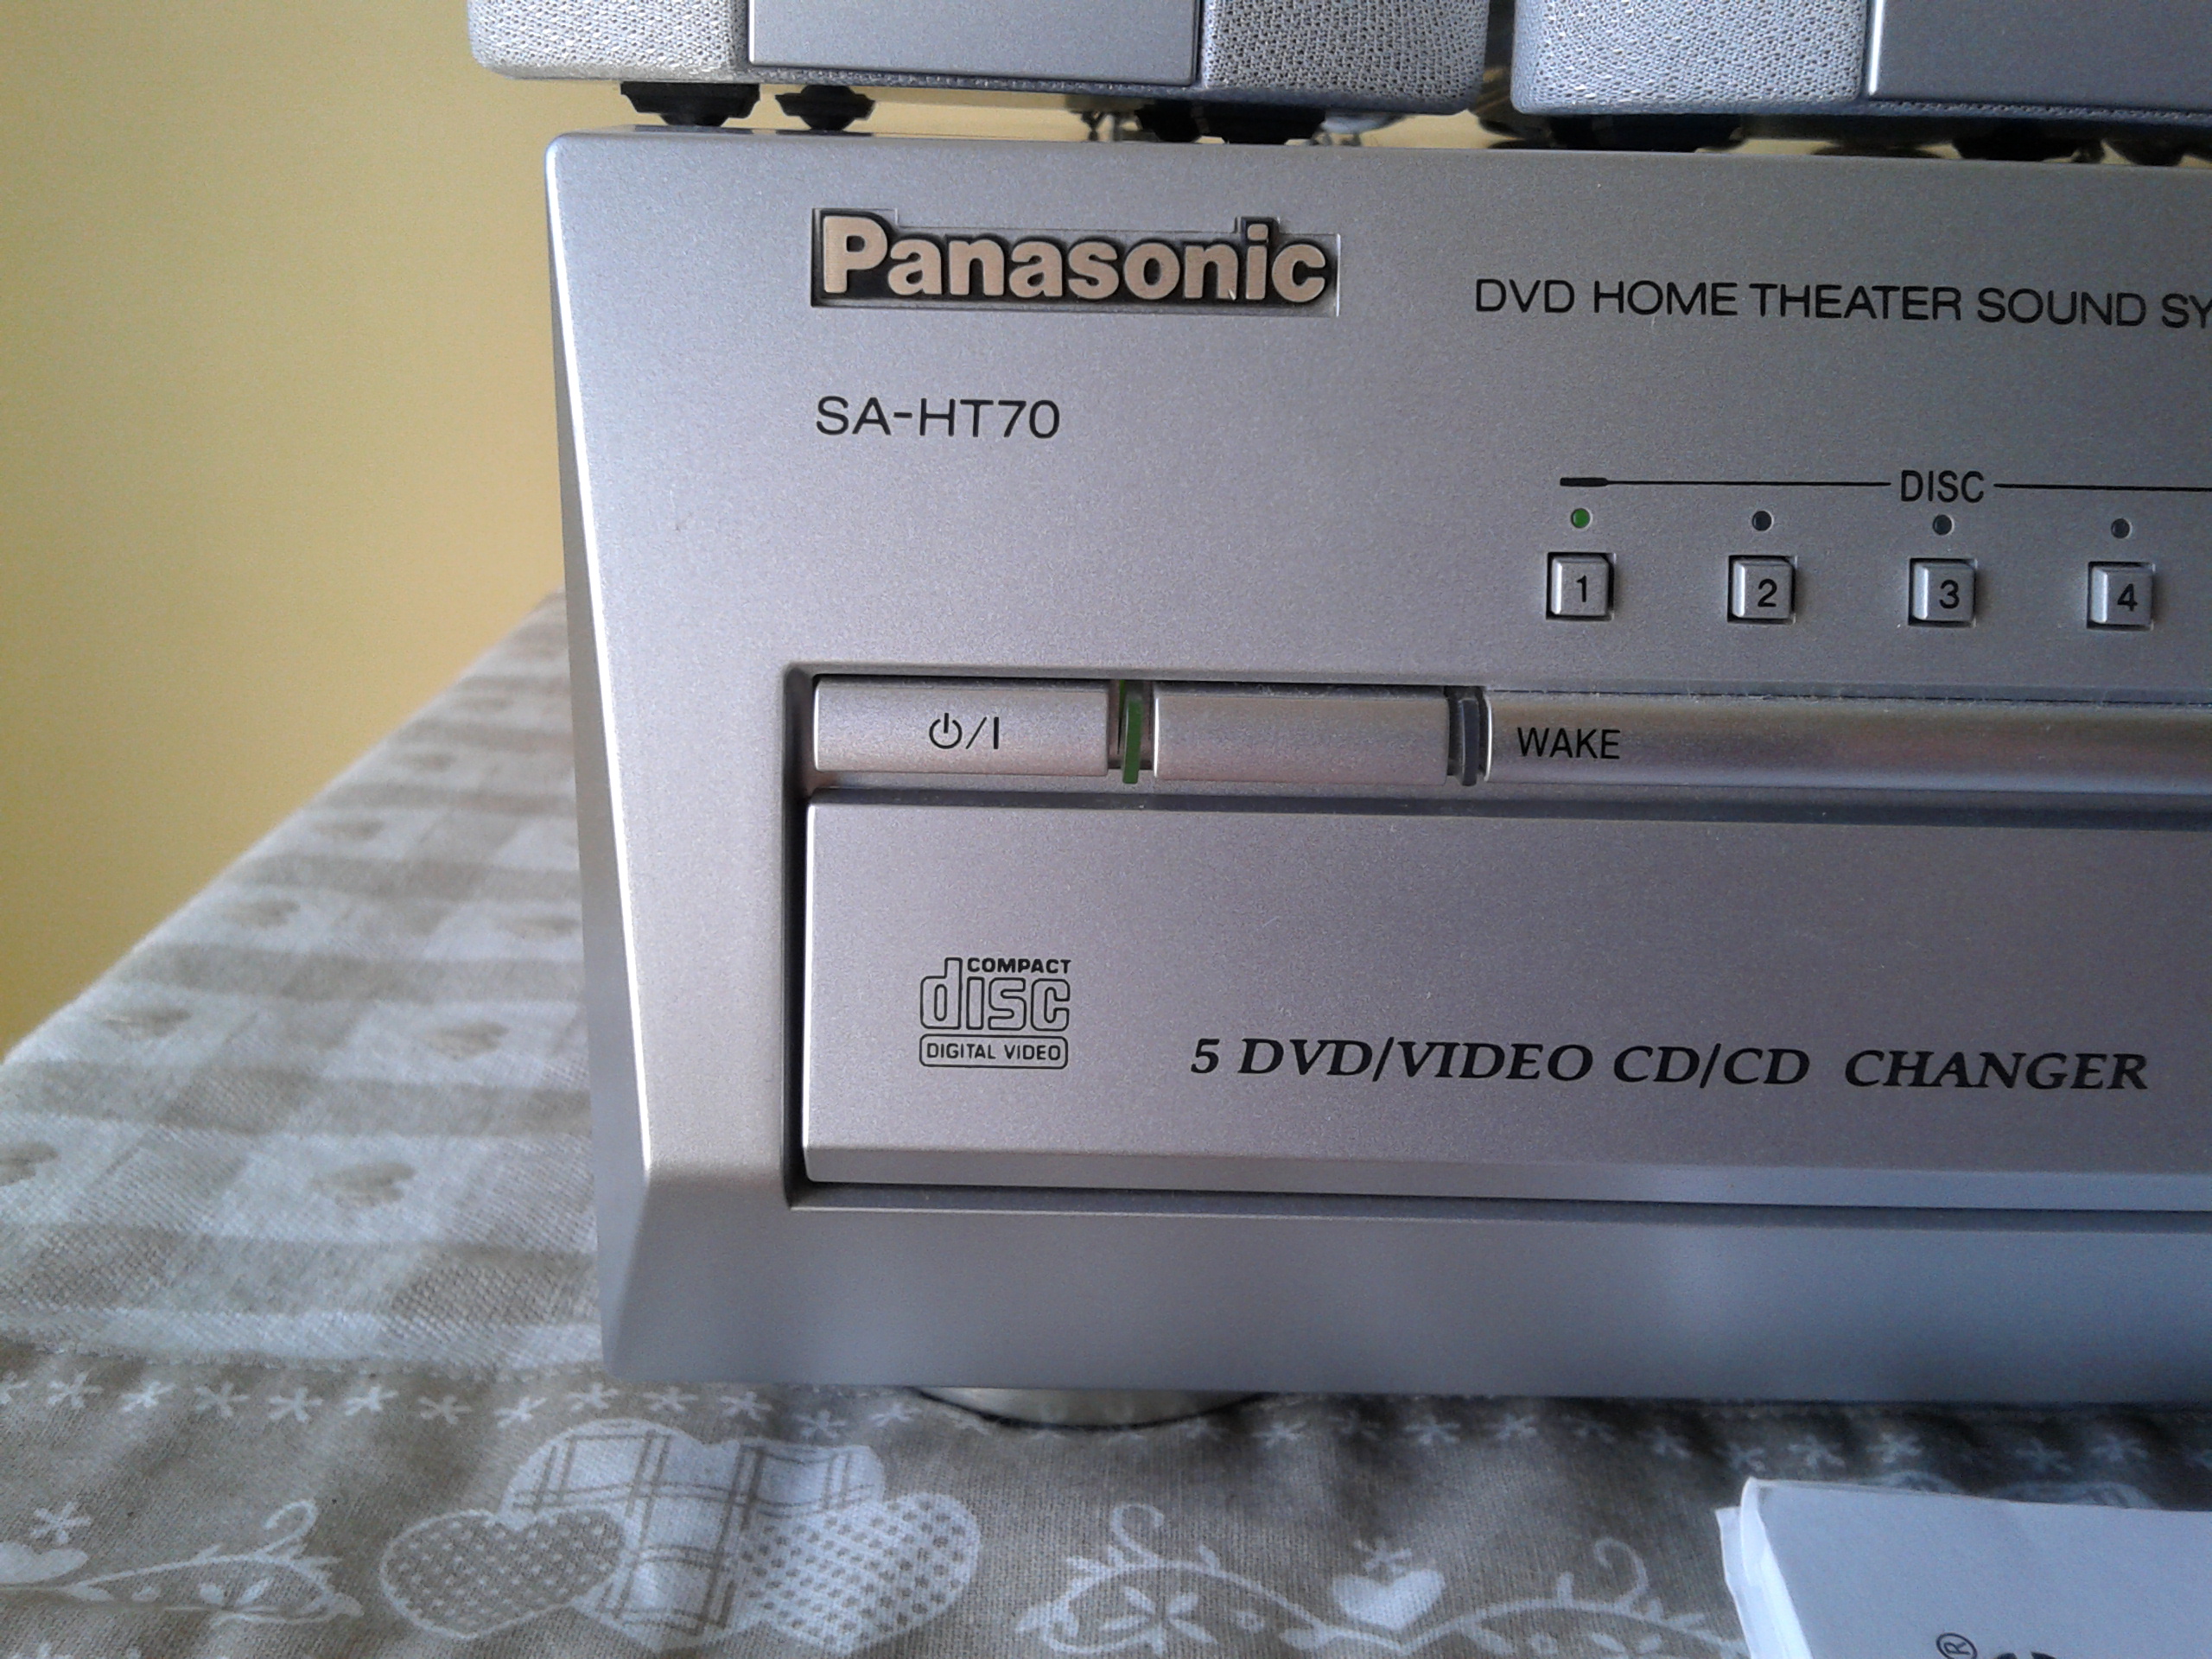 Panasonic
DVD HOME THEATER SOUND SY
SA-HT70
DISC
1 2 3 4
⏻/I
WAKE
COMPACT
disc
DIGITAL VIDEO
5 DVD/VIDEO CD/CD CHANGER
®